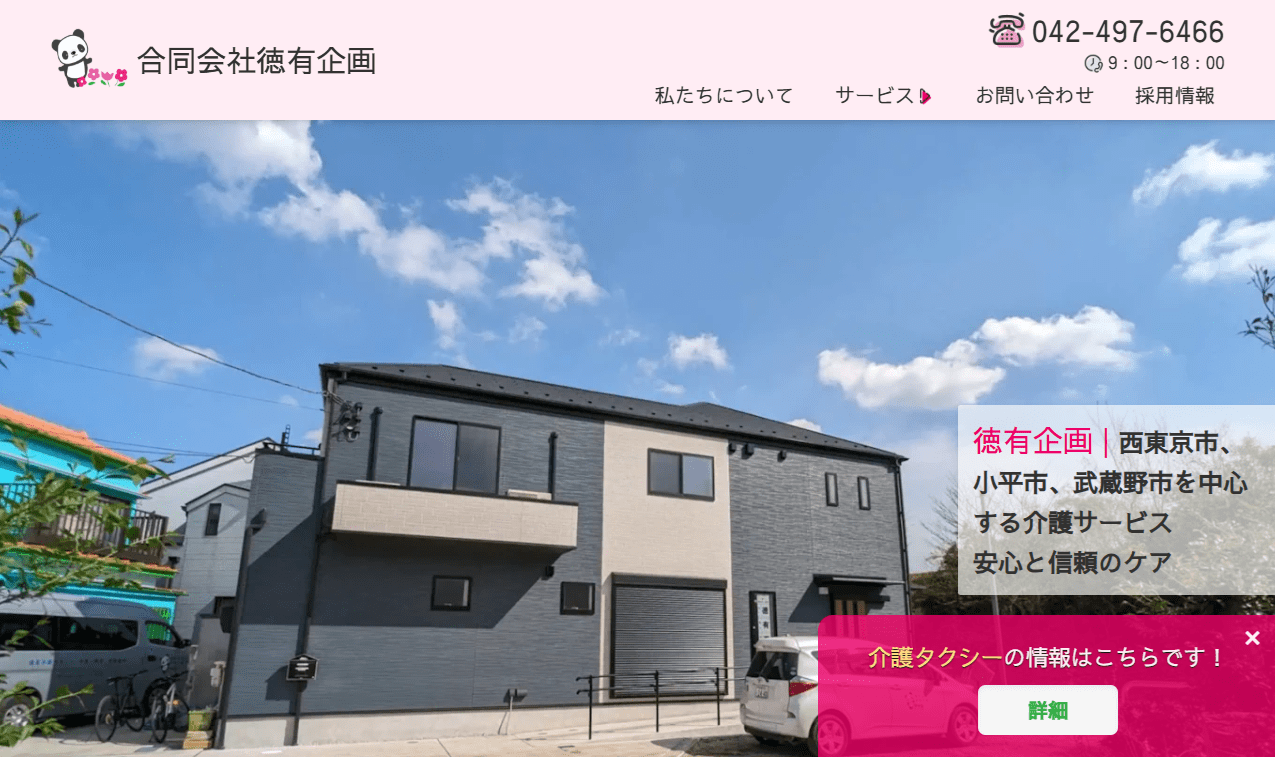 合同会社徳有企画
042-497-6466
9：00～18：00
私たちについて
サービス
お問い合わせ
採用情報
徳有企画 | 西東京市、
小平市、武蔵野市を中心
する介護サービス
安心と信頼のケア
徳有
×
介護タクシーの情報はこちらです！
詳細